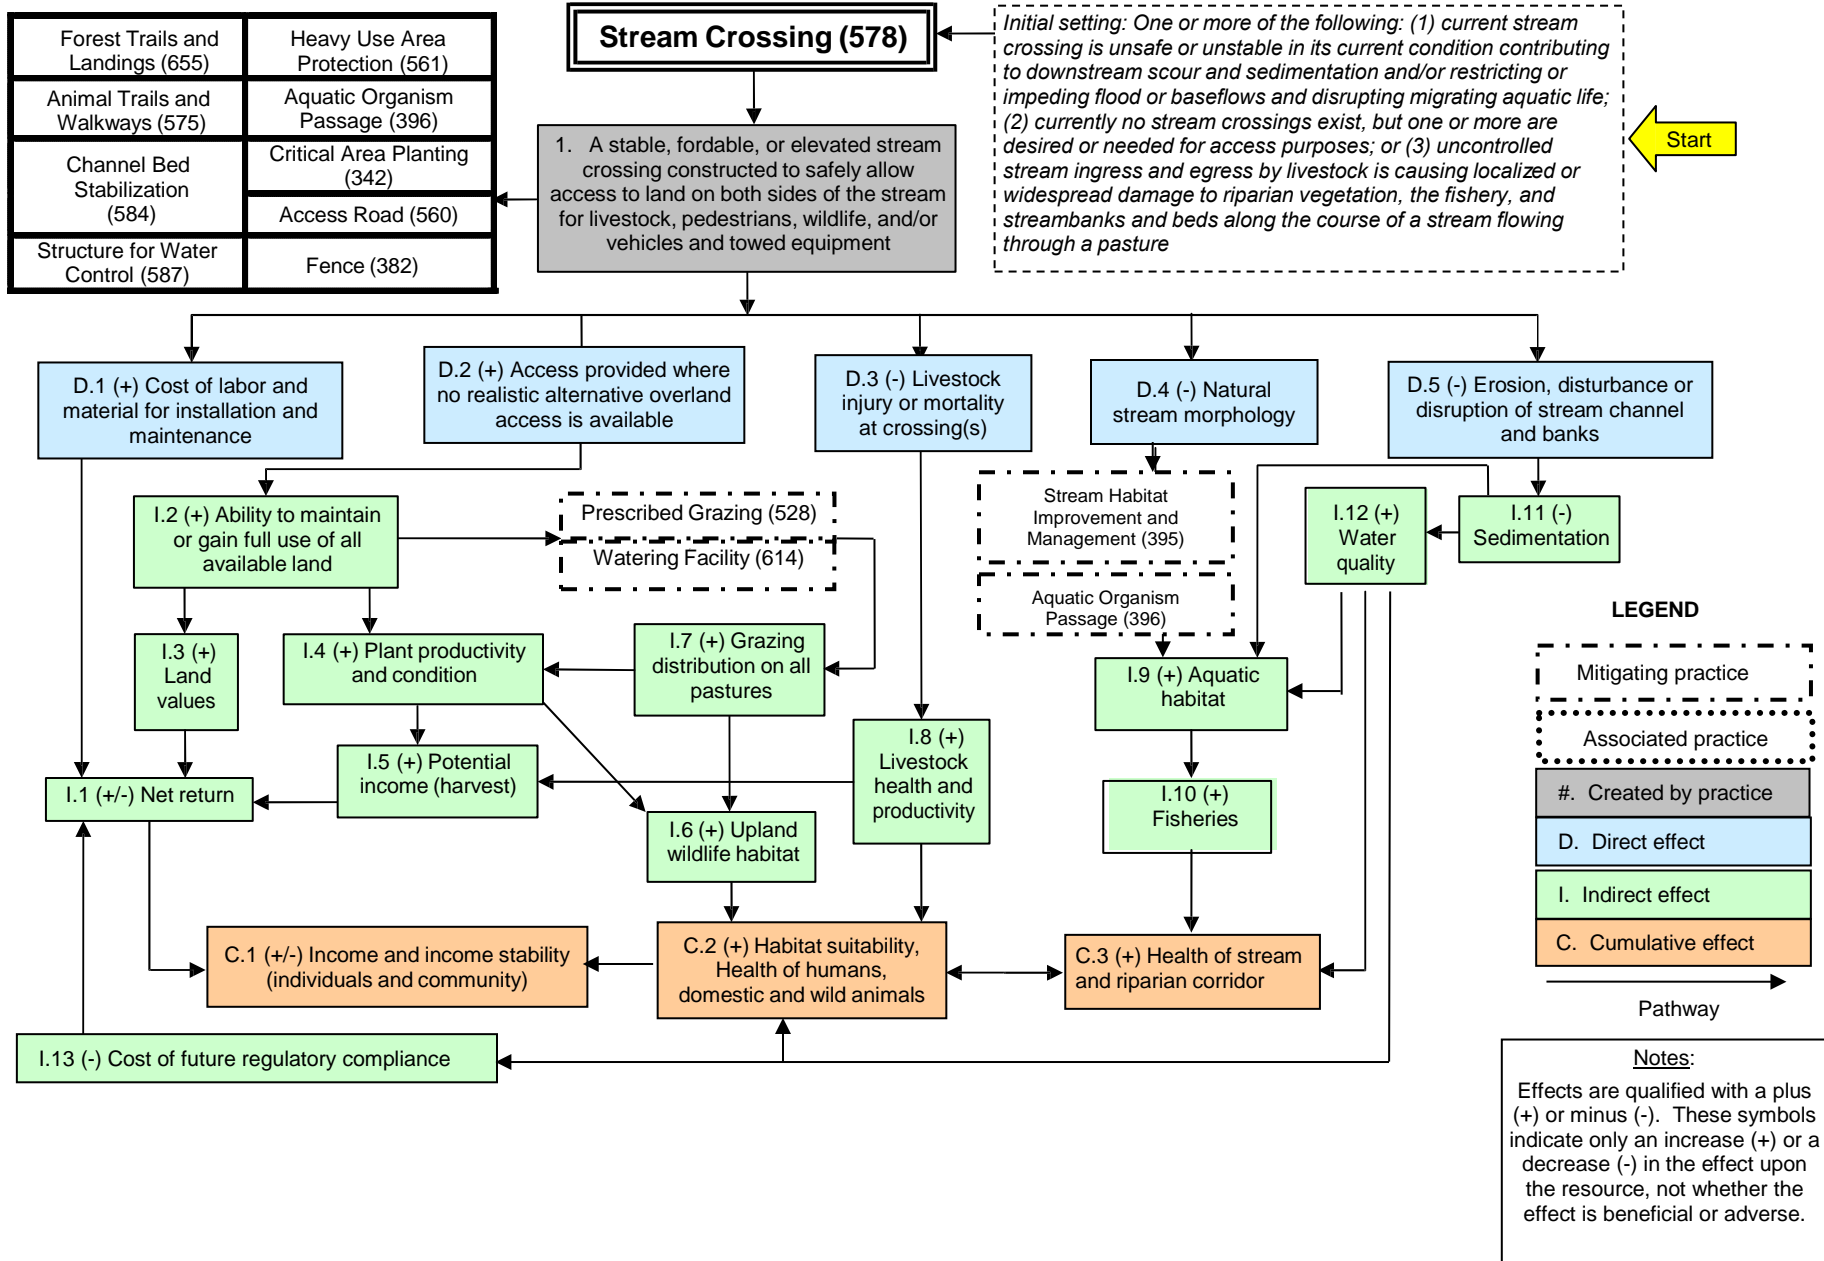 Forest Trails and
Landings (655)
Heavy Use Area
Protection (561)
Animal Trails and
Walkways (575)
Aquatic Organism
Passage (396)
Channel Bed
Stabilization
(584)
Critical Area Planting
(342)
Access Road (560)
Structure for Water
Control (587)
Fence (382)
Stream Crossing (578)
Initial setting: One or more of the following: (1) current stream
crossing is unsafe or unstable in its current condition contributing
to downstream scour and sedimentation and/or restricting or
impeding flood or baseflows and disrupting migrating aquatic life;
(2) currently no stream crossings exist, but one or more are
desired or needed for access purposes; or (3) uncontrolled
stream ingress and egress by livestock is causing localized or
widespread damage to riparian vegetation, the fishery, and
streambanks and beds along the course of a stream flowing
through a pasture
Start
1. A stable, fordable, or elevated stream
crossing constructed to safely allow
access to land on both sides of the stream
for livestock, pedestrians, wildlife, and/or
vehicles and towed equipment
D.1 (+) Cost of labor and
material for installation and
maintenance
D.2 (+) Access provided where
no realistic alternative overland
access is available
D.3 (-) Livestock
injury or mortality
at crossing(s)
D.4 (-) Natural
stream morphology
D.5 (-) Erosion, disturbance or
disruption of stream channel
and banks
I.2 (+) Ability to maintain
or gain full use of all
available land
Prescribed Grazing (528)
Watering Facility (614)
Stream Habitat
Improvement and
Management (395)
Aquatic Organism
Passage (396)
I.12 (+)
Water
quality
I.11 (-)
Sedimentation
I.3 (+)
Land
values
I.4 (+) Plant productivity
and condition
I.7 (+) Grazing
distribution on all
pastures
I.9 (+) Aquatic
habitat
I.1 (+/-) Net return
I.5 (+) Potential
income (harvest)
I.8 (+)
Livestock
health and
productivity
I.6 (+) Upland
wildlife habitat
I.10 (+)
Fisheries
C.1 (+/-) Income and income stability
(individuals and community)
C.2 (+) Habitat suitability,
Health of humans,
domestic and wild animals
C.3 (+) Health of stream
and riparian corridor
I.13 (-) Cost of future regulatory compliance
LEGEND
Mitigating practice
Associated practice
#. Created by practice
D. Direct effect
I. Indirect effect
C. Cumulative effect
Pathway
Notes:
Effects are qualified with a plus
(+) or minus (-). These symbols
indicate only an increase (+) or a
decrease (-) in the effect upon
the resource, not whether the
effect is beneficial or adverse.